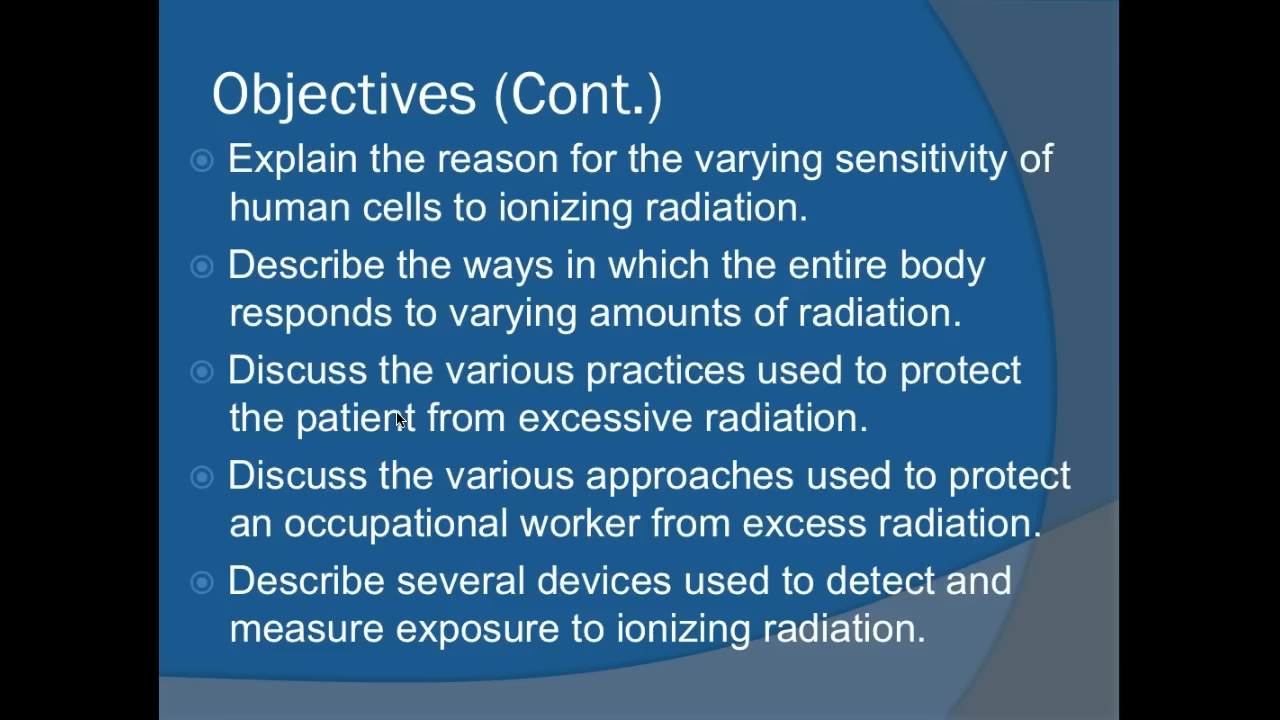 Objectives (Cont.)
Explain the reason for the varying sensitivity of
human cells to ionizing radiation.
Describe the ways in which the entire body
responds to varying amounts of radiation.
Discuss the various practices used to protect
the patient from excessive radiation.
Discuss the various approaches used to protect
an occupational worker from excess radiation.
Describe several devices used to detect and
measure exposure to ionizing radiation.